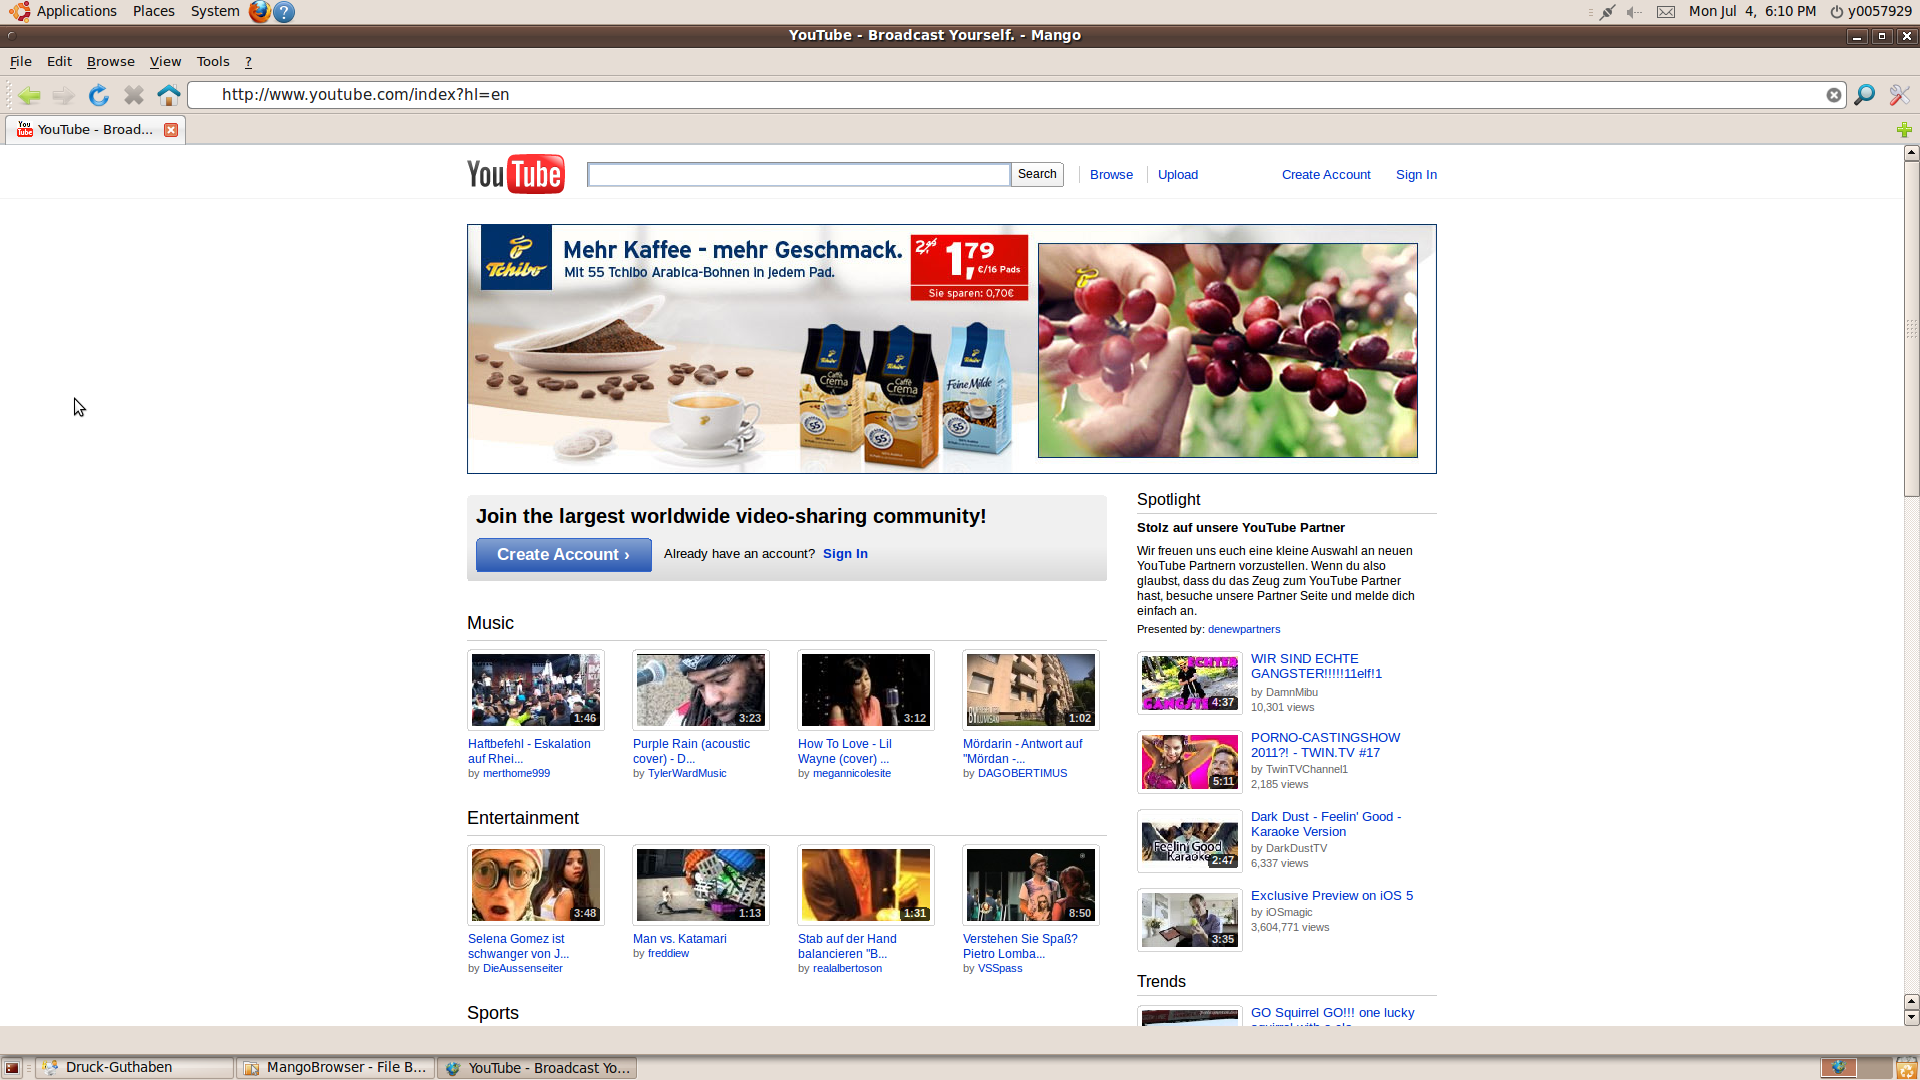 Applications Places System
Mon Jul 4, 6:10 PM y0057929
YouTube - Broadcast Yourself. - Mango
File Edit Browse View Tools ?
http://www.youtube.com/index?hl=en
YouTube - Broad...
YouTube
Search
Browse
Upload
Create Account
Sign In
Tchibo
Mehr Kaffee - mehr Geschmack.
Mit 55 Tchibo Arabica-Bohnen in jedem Pad.
2,49 1,79
€/16 Pads
Sie sparen: 0,70€
Caffè Crema
Caffè Crema
Feine Milde
55
55
55
Join the largest worldwide video-sharing community!
Create Account ›
Already have an account? Sign In
Music
1:46
3:23
3:12
1:02
Haftbefehl - Eskalation auf Rhei...
by merthome999
Purple Rain (acoustic cover) - D...
by TylerWardMusic
How To Love - Lil Wayne (cover) ...
by megannicolesite
Mördarin - Antwort auf "Mördan -...
by DAGOBERTIMUS
Entertainment
3:48
1:13
1:31
8:50
Selena Gomez ist schwanger von J...
by DieAussenseiter
Man vs. Katamari
by freddiew
Stab auf der Hand balancieren "B...
by realalbertoson
Verstehen Sie Spaß? Pietro Lomba...
by VSSpass
Sports
Spotlight
Stolz auf unsere YouTube Partner
Wir freuen uns euch eine kleine Auswahl an neuen
YouTube Partnern vorzustellen. Wenn du also
glaubst, dass du das Zeug zum YouTube Partner
hast, besuche unsere Partner Seite und melde dich
einfach an.
Presented by: denewpartners
ECHTER GANGSTER
4:37
WIR SIND ECHTE
GANGSTER!!!!!11elf!1
by DamnMibu
10,301 views
5:11
PORNO-CASTINGSHOW
2011?! - TWIN.TV #17
by TwinTVChannel1
2,185 views
Feelin' Good
Karaoke
2:47
Dark Dust - Feelin' Good -
Karaoke Version
by DarkDustTV
6,337 views
3:35
Exclusive Preview on iOS 5
by iOSmagic
3,604,771 views
Trends
GO Squirrel GO!!! one lucky
Druck-Guthaben
MangoBrowser - File B...
YouTube - Broadcast Yo...